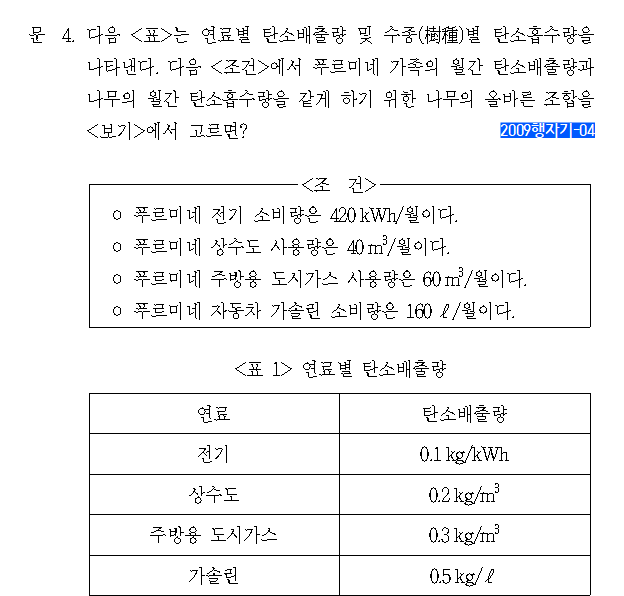 문 4. 다음 <표>는 연료별 탄소배출량 및 수종(樹種)별 탄소흡수량을
나타낸다. 다음 <조건>에서 푸르미네 가족의 월간 탄소배출량과
나무의 월간 탄소흡수량을 같게 하기 위한 나무의 올바른 조합을
<보기>에서 고르면? 2009행자기-04
<조 건>
○ 푸르미네 전기 소비량은 420 kWh/월이다.
○ 푸르미네 상수도 사용량은 40 m³/월이다.
○ 푸르미네 주방용 도시가스 사용량은 60 m³/월이다.
○ 푸르미네 자동차 가솔린 소비량은 160 ℓ/월이다.
<표 1> 연료별 탄소배출량
연료 탄소배출량
전기 0.1 kg/kWh
상수도 0.2 kg/m³
주방용 도시가스 0.3 kg/m³
가솔린 0.5 kg/ℓ